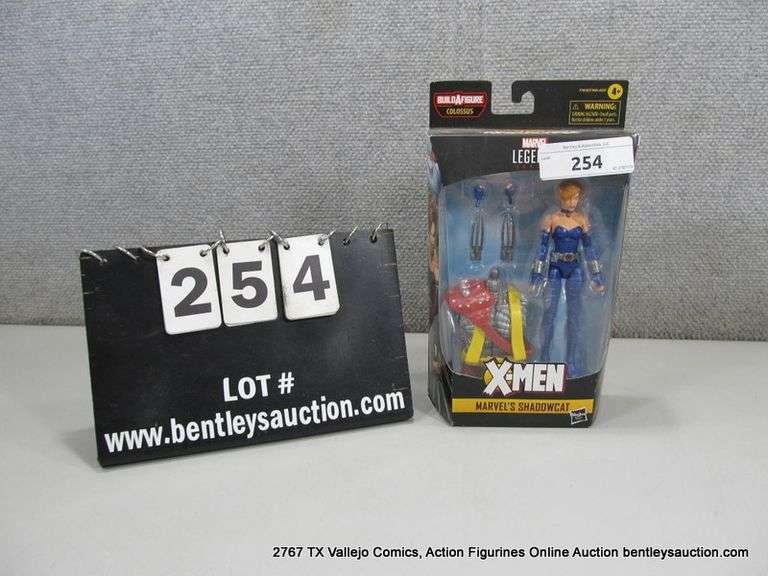 254
LOT #
www.bentleysauction.com
BUILD A FIGURE
COLOSSUS
4+
WARNING:
MARVEL
LEGE
254
X-MEN
MARVEL'S SHADOWCAT
Hasbro
2767 TX Vallejo Comics, Action Figurines Online Auction bentleysauction.com